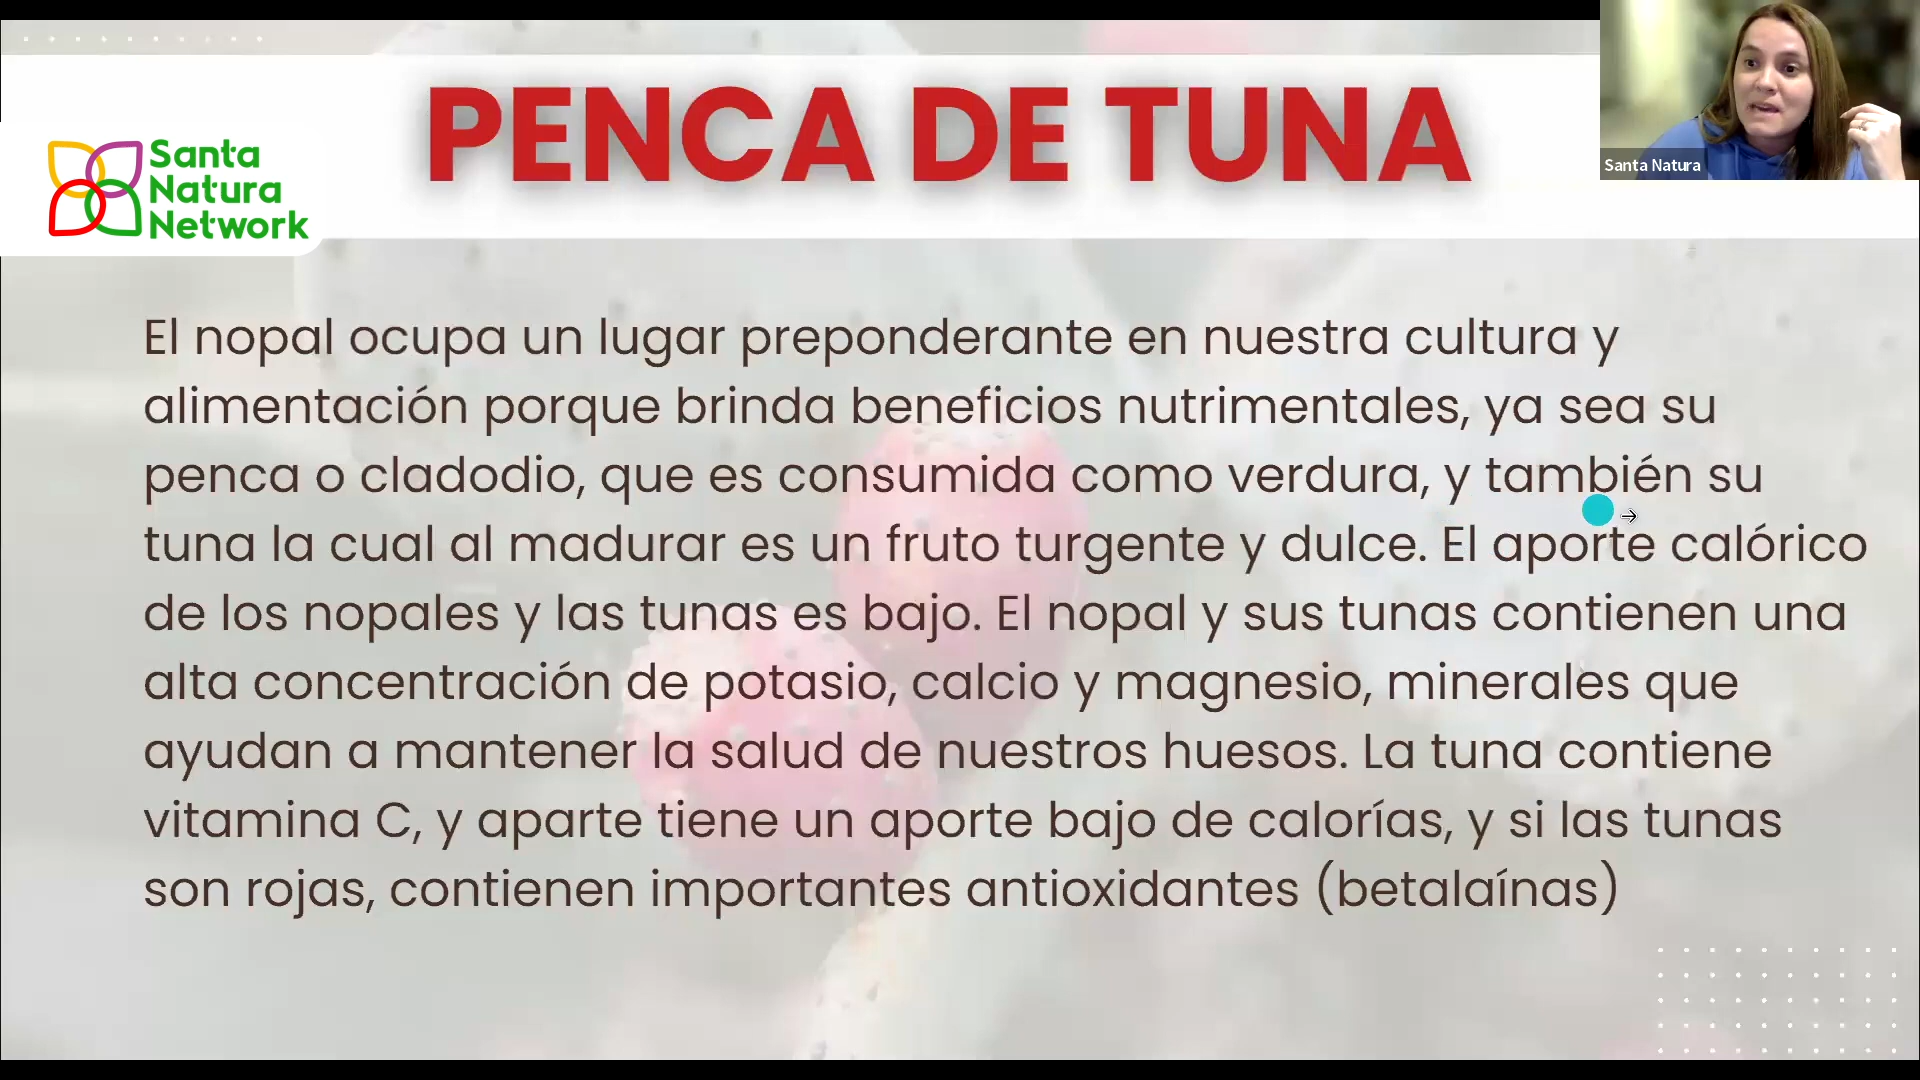 PENCA DE TUNA
Santa
Natura
Network
Santa Natura
El nopal ocupa un lugar preponderante en nuestra cultura y
alimentación porque brinda beneficios nutrimentales, ya sea su
penca o cladodio, que es consumida como verdura, y también su
tuna la cual al madurar es un fruto turgente y dulce. El aporte calórico
de los nopales y las tunas es bajo. El nopal y sus tunas contienen una
alta concentración de potasio, calcio y magnesio, minerales que
ayudan a mantener la salud de nuestros huesos. La tuna contiene
vitamina C, y aparte tiene un aporte bajo de calorías, y si las tunas
son rojas, contienen importantes antioxidantes (betalaínas)